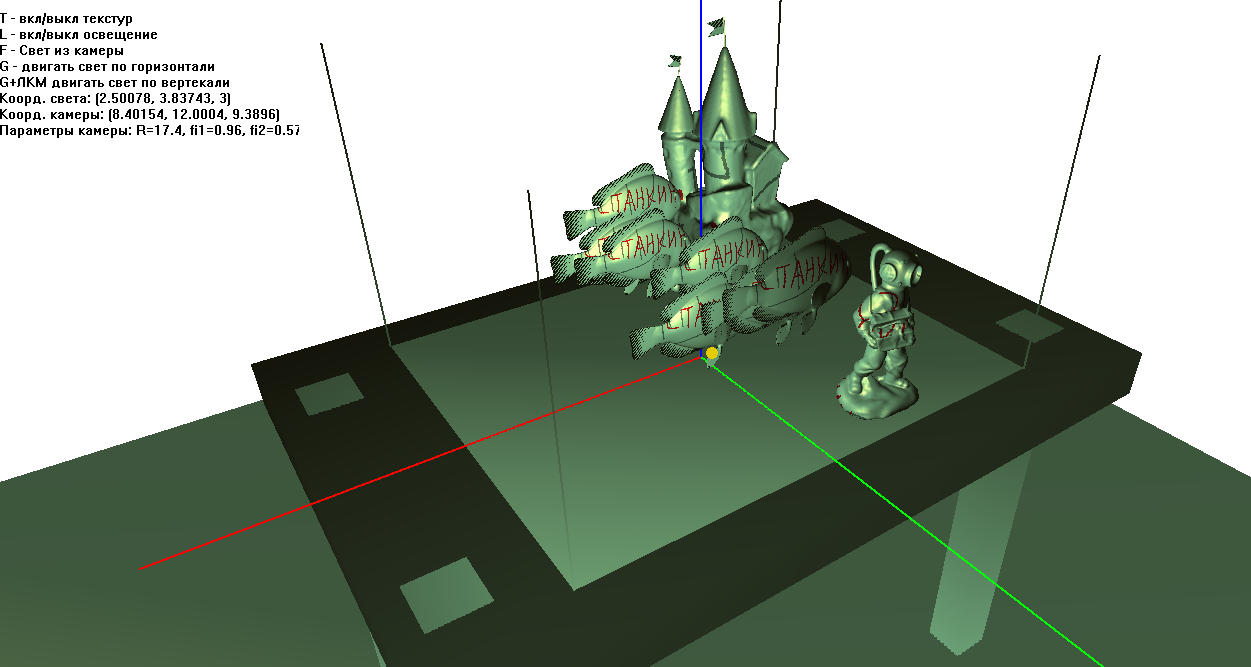 T - вкл/выкл текстур
L - вкл/выкл освещение
F - Свет из камеры
G - двигать свет по горизонтали
G+ЛКМ двигать свет по вертекали
Коорд. света: (2.50078, 3.83743, 3)
Коорд. камеры: (8.40154, 12.0004, 9.3896)
Параметры камеры: R=17.4, fi1=0.96, fi2=0.57
СТАНКИН
СТАНКИН
СТАНКИН
СТАНКИН
СТА